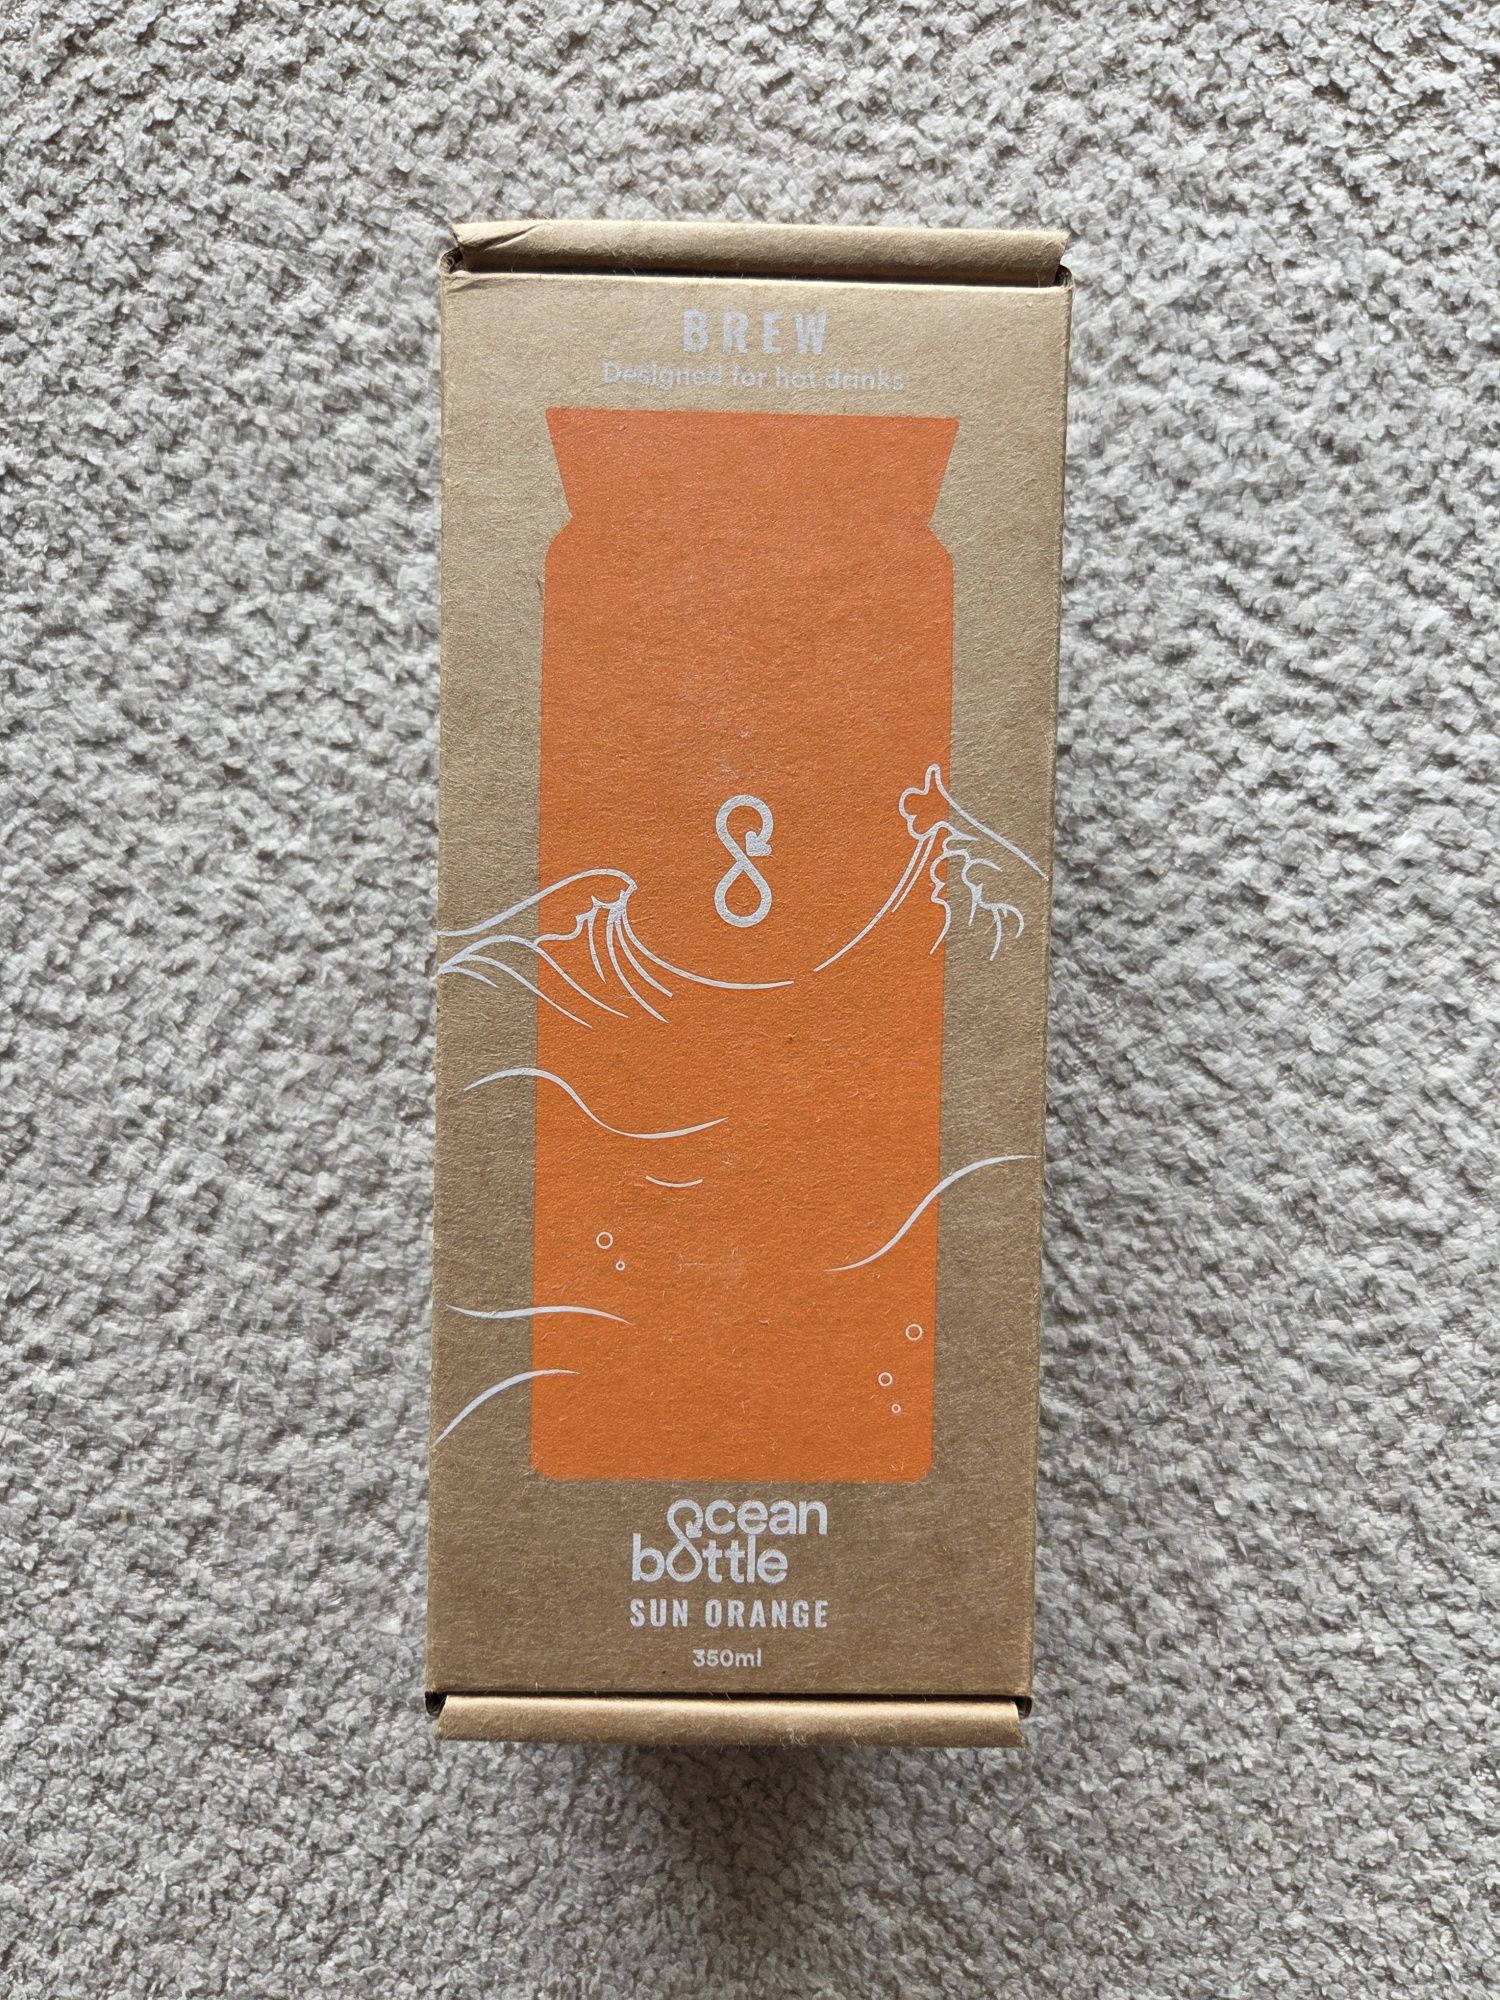 BREW
Designed for hot drinks
ocean
bottle
SUN ORANGE
350ml